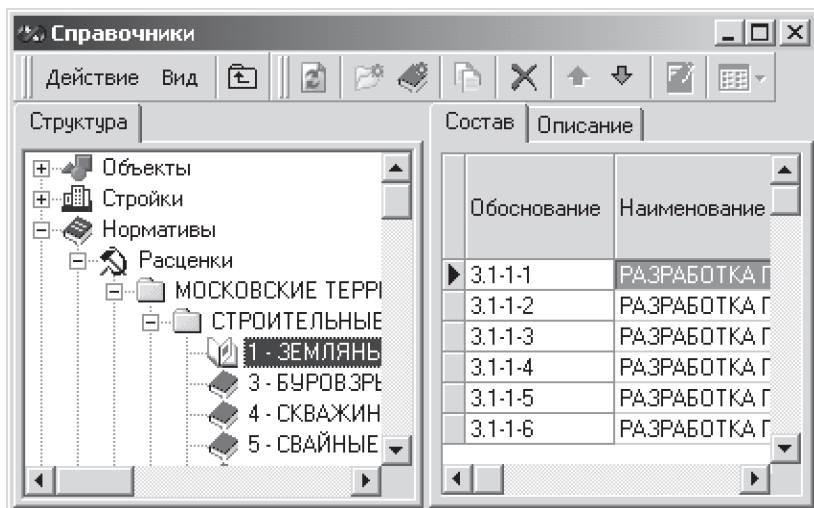 Справочники
Действие Вид
Структура
Объекты
Стройки
Нормативы
Расценки
МОСКОВСКИЕ ТЕРР
СТРОИТЕЛЬНЫЕ
1 - ЗЕМЛЯНЫ
3 - БУРОВЗРЫ
4 - СКВАЖИН
5 - СВАЙНЫЕ
Состав Описание
Обоснование Наименование
3.1-1-1 РАЗРАБОТКА Г
3.1-1-2 РАЗРАБОТКА Г
3.1-1-3 РАЗРАБОТКА Г
3.1-1-4 РАЗРАБОТКА Г
3.1-1-5 РАЗРАБОТКА Г
3.1-1-6 РАЗРАБОТКА Г